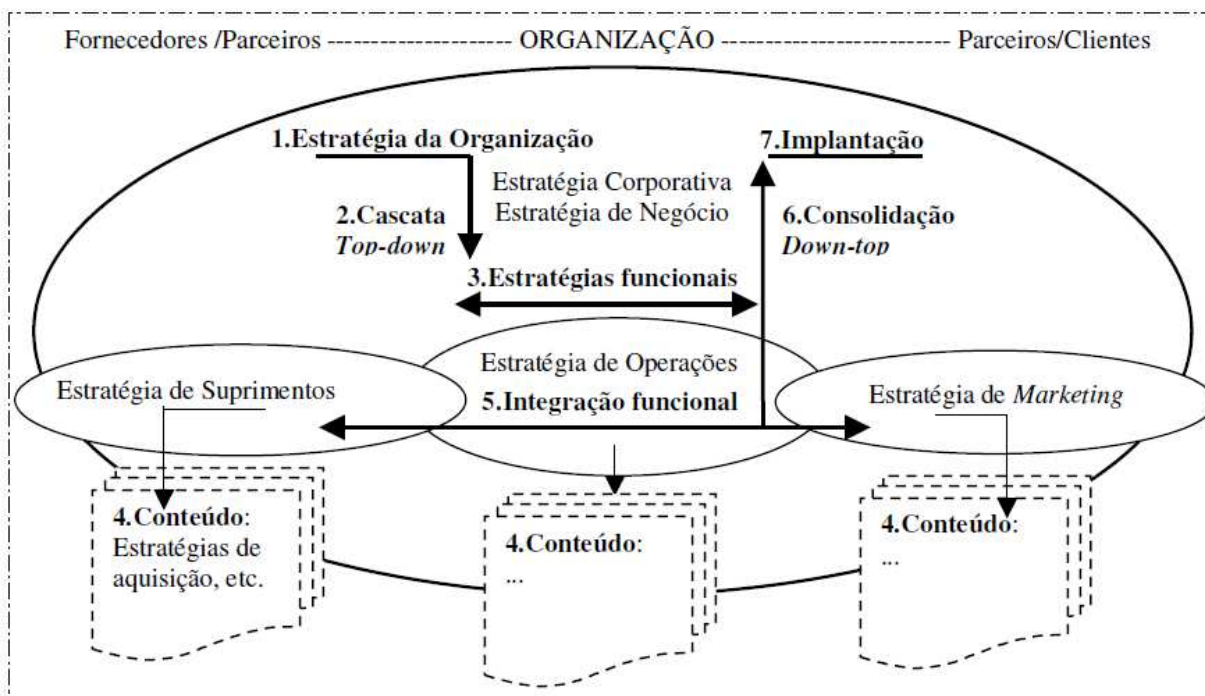 Fornecedores /Parceiros ---------------------- ORGANIZAÇÃO ------------------------ Parceiros/Clientes
1.Estratégia da Organização
7.Implantação
Estratégia Corporativa
Estratégia de Negócio
2.Cascata
Top-down
6.Consolidação
Down-top
3.Estratégias funcionais
Estratégia de Suprimentos
Estratégia de Operações
5.Integração funcional
Estratégia de Marketing
4.Conteúdo:
Estratégias de
aquisição, etc.
4.Conteúdo:
...
4.Conteúdo:
...